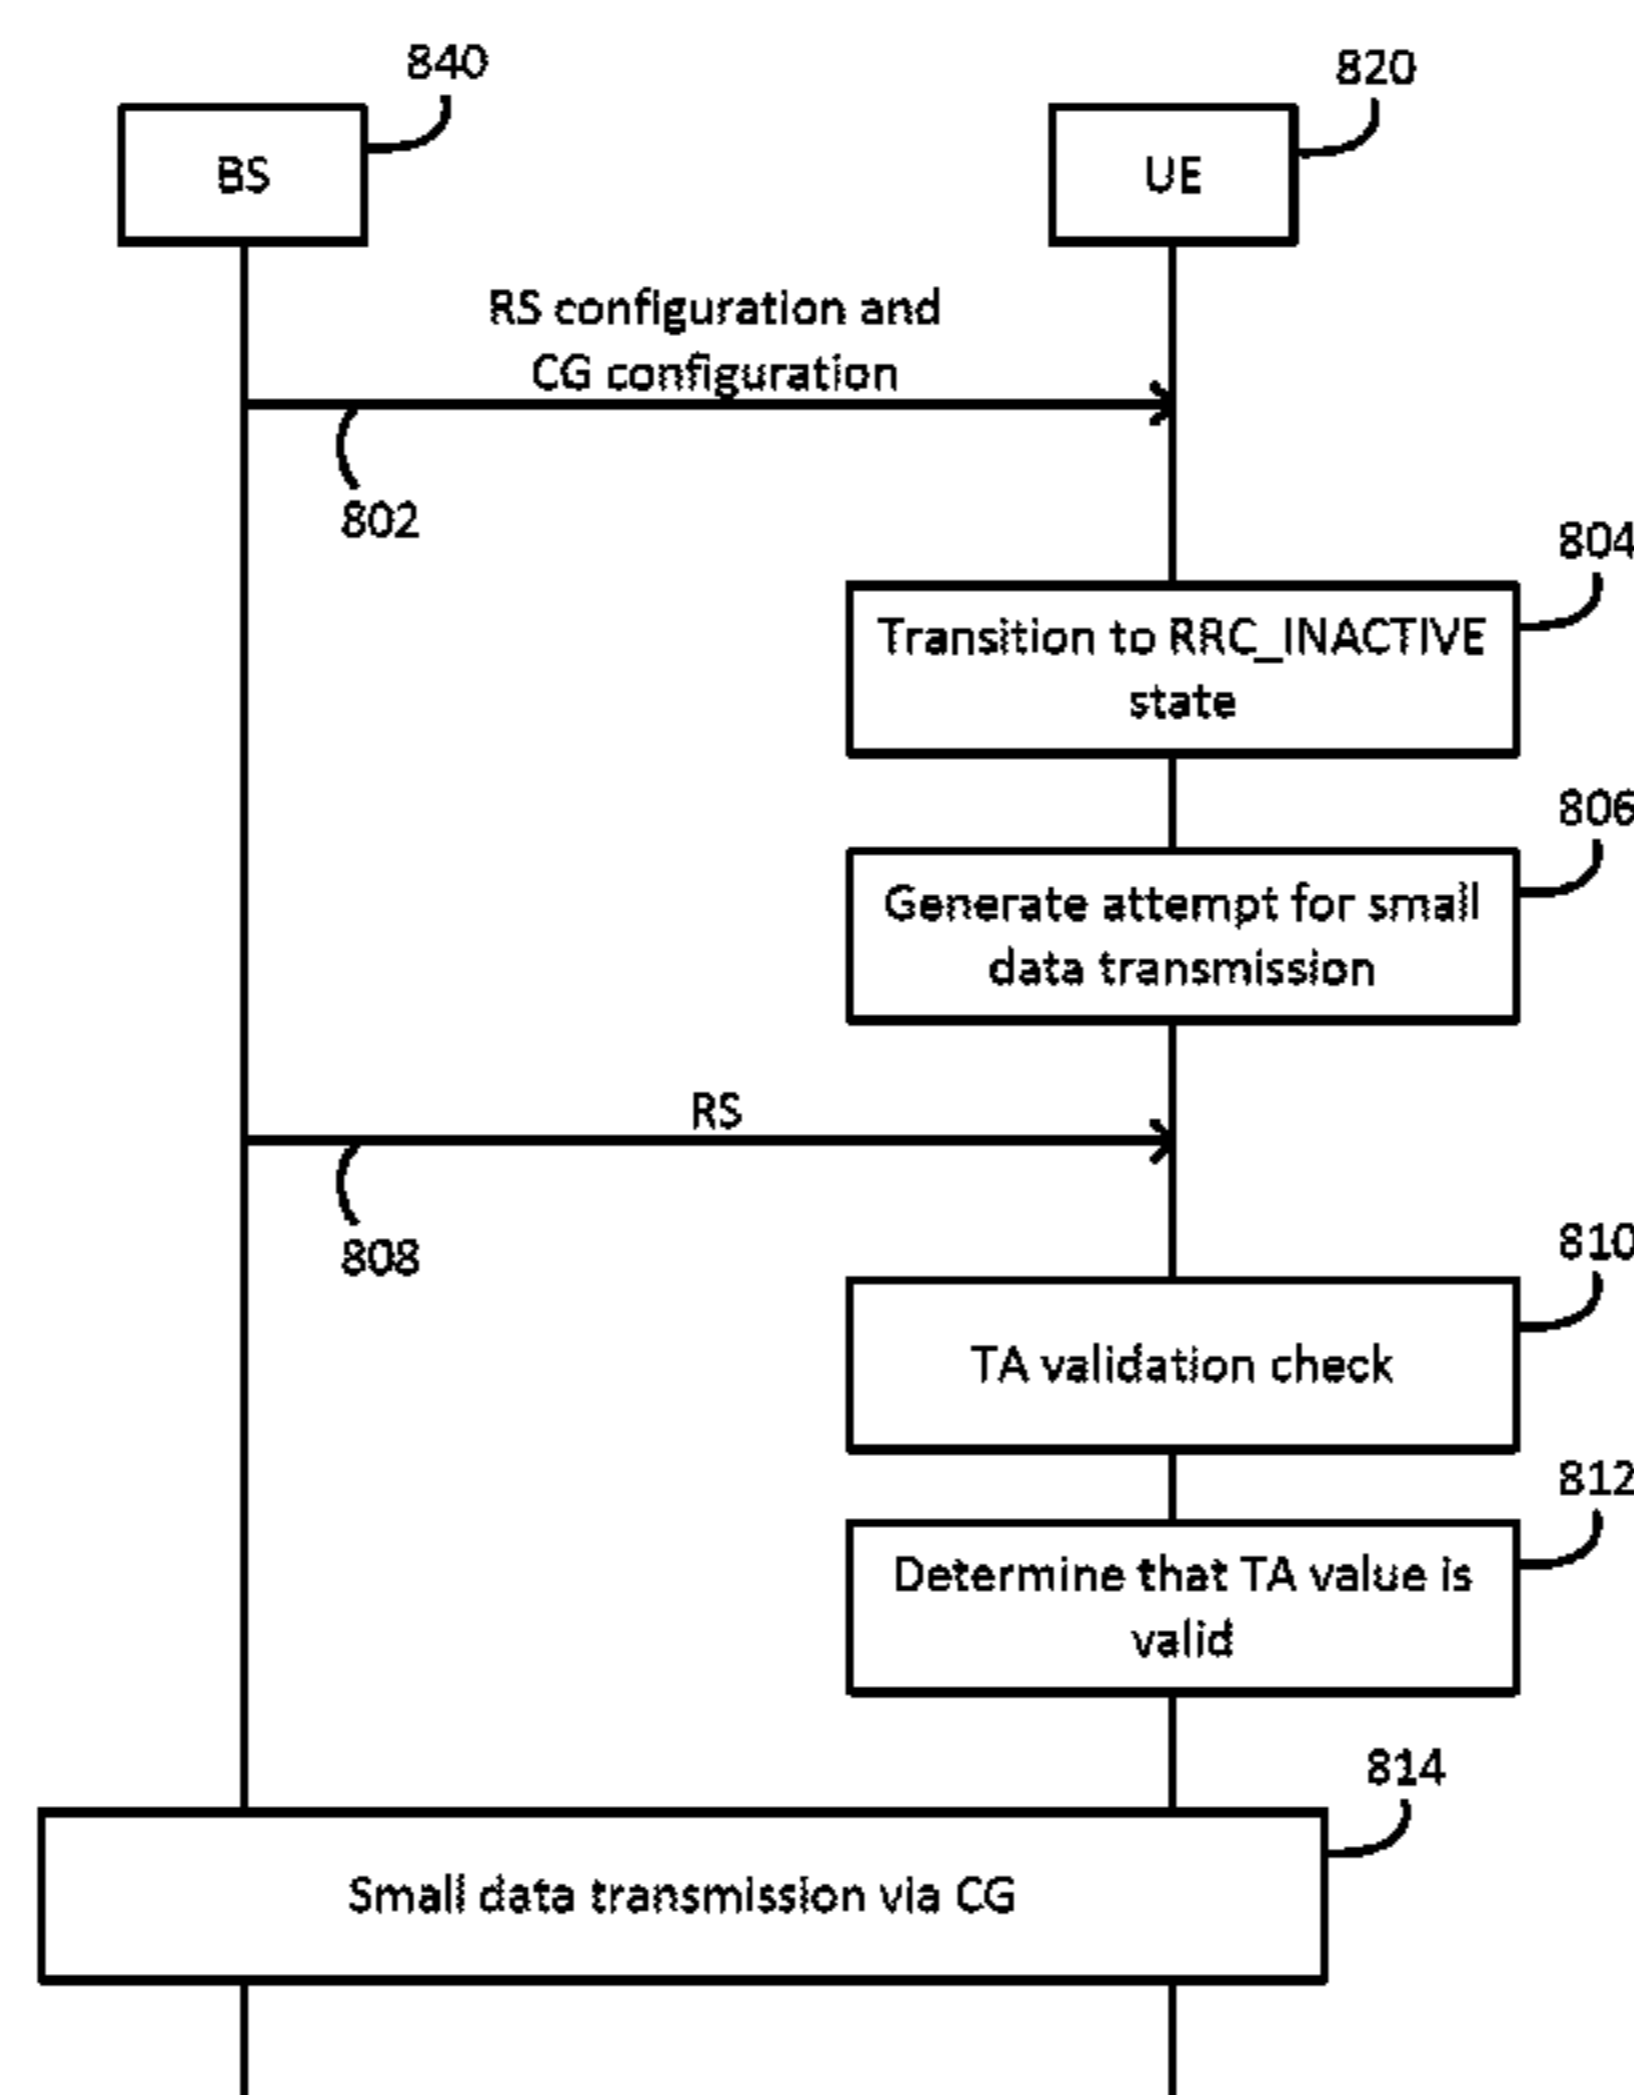 840
820
BS
UE
RS configuration and
CG configuration
802
804
Transition to RRC_INACTIVE
state
806
Generate attempt for small
data transmission
RS
808
810
TA validation check
812
Determine that TA value is
valid
814
Small data transmission via CG